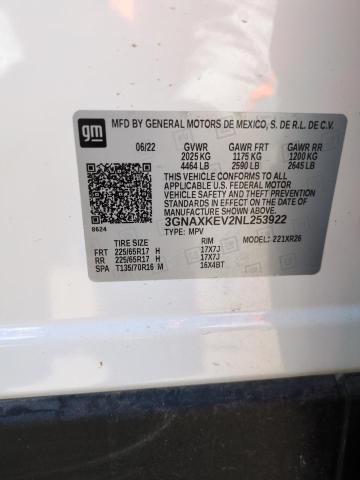 gm
MFD BY GENERAL MOTORS DE MEXICO, S. DE R.L. DE C.V.
06/22 GVWR GAWR FRT GAWR RR
2025 KG 1175 KG 1200 KG
4464 LB 2590 LB 2645 LB
THIS VEHICLE CONFORMS TO ALL
APPLICABLE U.S. FEDERAL MOTOR
VEHICLE SAFETY AND THEFT PREVENTION
STANDARDS IN EFFECT ON THE DATE OF
MANUFACTURE SHOWN ABOVE.
3GNAXKEV2NL253922
8624 TYPE: MPV MODEL: 221XR26
TIRE SIZE RIM
FRT 225/65R17 H 17X7J
RR 225/65R17 H 17X7J
SPA T135/70R16 M 16X4BT